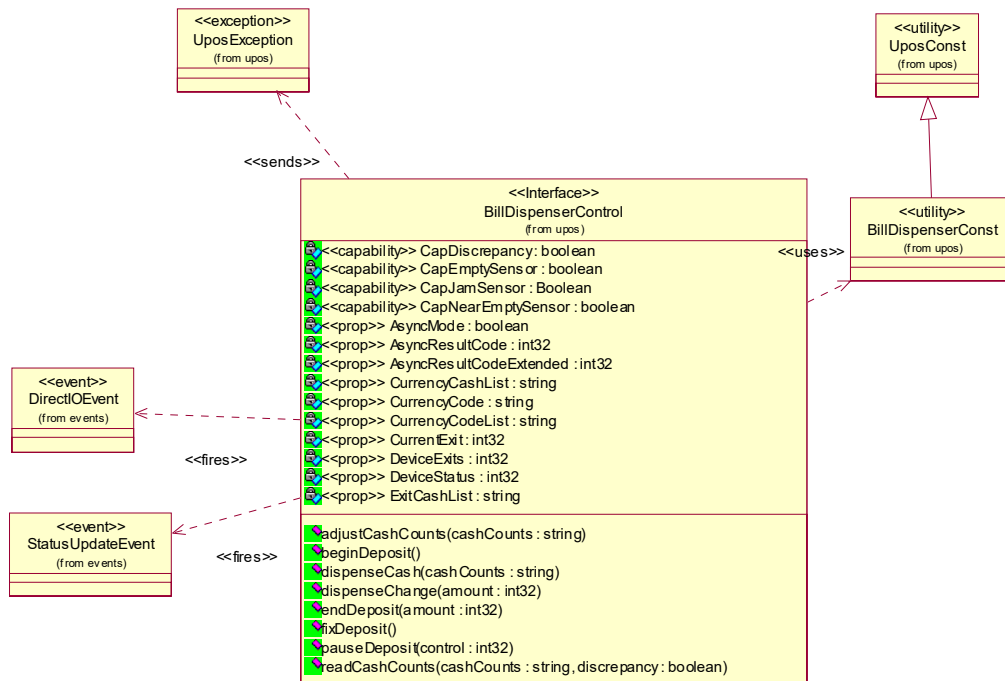 <<exception>>
UposException
(from upos)
<<utility>>
UposConst
(from upos)
<<sends>>
<<Interface>>
BillDispenserControl
(from upos)
<<capability>> CapDiscrepancy : boolean
<<capability>> CapEmptySensor : boolean
<<capability>> CapJamSensor : Boolean
<<capability>> CapNearEmptySensor : boolean
<<prop>> AsyncMode : boolean
<<prop>> AsyncResultCode : int32
<<prop>> AsyncResultCodeExtended : int32
<<prop>> CurrencyCashList : string
<<prop>> CurrencyCode : string
<<prop>> CurrencyCodeList : string
<<prop>> CurrentExit : int32
<<prop>> DeviceExits : int32
<<prop>> DeviceStatus : int32
<<prop>> ExitCashList : string
adjustCashCounts(cashCounts : string)
beginDeposit()
dispenseCash(cashCounts : string)
dispenseChange(amount : int32)
endDeposit(amount : int32)
fixDeposit()
pauseDeposit(control : int32)
readCashCounts(cashCounts : string, discrepancy : boolean)
<<uses>>
<<utility>>
BillDispenserConst
(from upos)
<<event>>
DirectIOEvent
(from events)
<<fires>>
<<event>>
StatusUpdateEvent
(from events)
<<fires>>